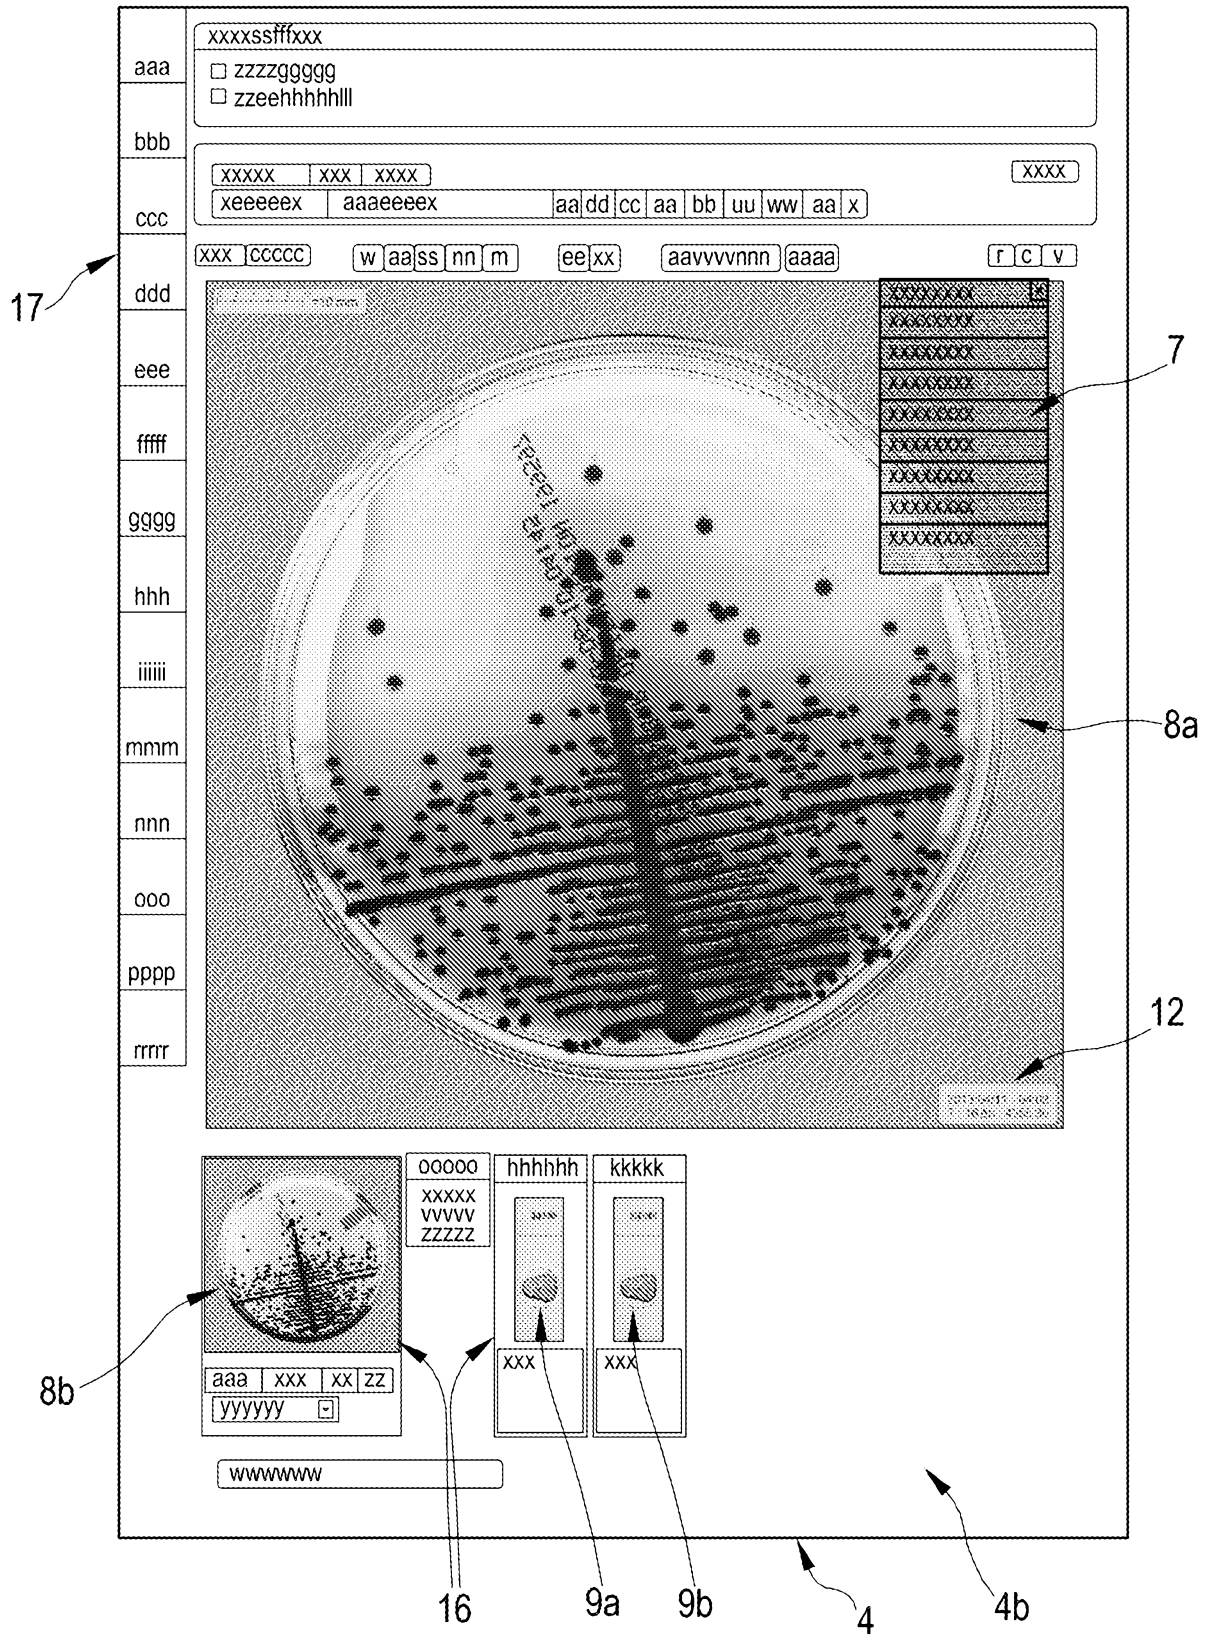 xxxxssfffxxx
aaa
zzzzggggg
zzeehhhhhlll
bbb
xxxxx xxx xxxx xxxx
xeeeeex aaaeeeex aa dd cc aa bb uu ww aa x
ccc
xxx ccccc w aa ss nn m ee xx aavvvvnnn aaaa r c v
17
ddd
xxxxxxxx x
xxxxxxxx
xxxxxxxx
xxxxxxxx
xxxxxxxx
xxxxxxxx
xxxxxxxx
xxxxxxxx
xxxxxxxx
7
eee
fffff
gggg
hhh
iiiiii
8a
mmm
nnn
ooo
pppp
12
rrrrr
ooooo hhhhhh kkkkk
xxxxx
vvvvv
zzzzz
8b
aaa xxx xx zz
yyyyyy
xxx xxx
wwwwww
16 9a 9b 4 4b